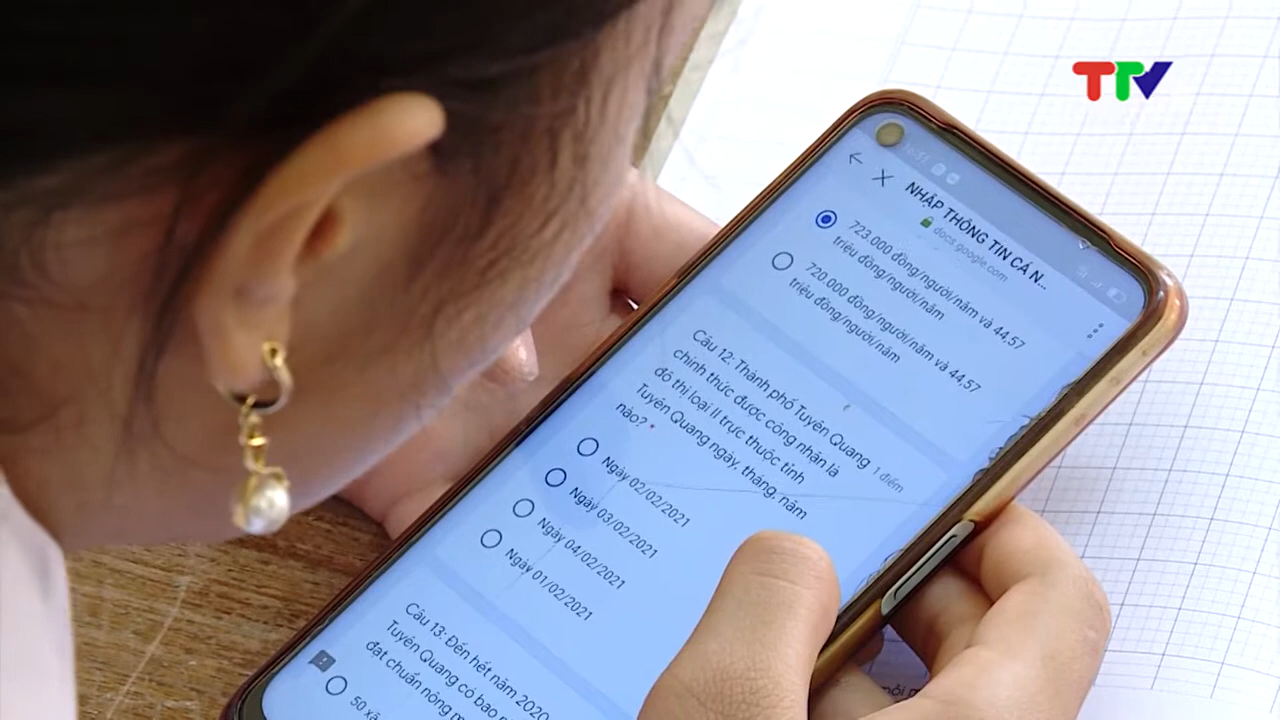 TTV
NHẬP THÔNG TIN CÁ N...
docs.google.com
723.000 đồng/người/năm và 44,57
triệu đồng/người/năm
720.000 đồng/người/năm và 44,57
triệu đồng/người/năm
Câu 12: Thành phố Tuyên Quang 1 điểm
chính thức được công nhận là
đô thị loại II trực thuộc tỉnh
Tuyên Quang ngày, tháng, năm
nào? *
Ngày 02/02/2021
Ngày 03/02/2021
Ngày 04/02/2021
Ngày 01/02/2021
Câu 13: Đến hết năm 2020
Tuyên Quang có bao
đạt chuẩn nông
50 xã